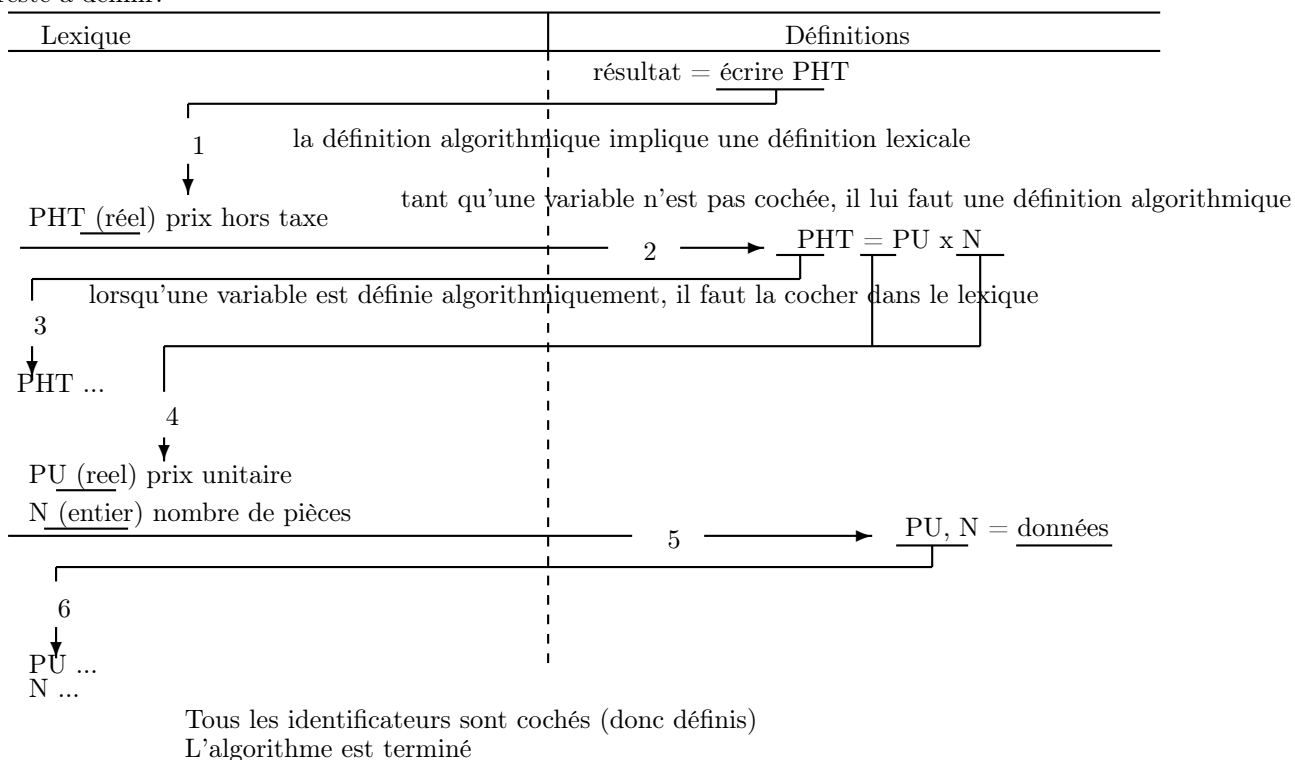 reste à définir.
Lexique Définitions
résultat = écrire PHT
1 la définition algorithmique implique une définition lexicale
tant qu'une variable n'est pas cochée, il lui faut une définition algorithmique
PHT (réel) prix hors taxe
2 PHT = PU x N
lorsqu'une variable est définie algorithmiquement, il faut la cocher dans le lexique
3
PHT ...
4
PU (reel) prix unitaire
N (entier) nombre de pièces
5 PU, N = données
6
PU ...
N ...
Tous les identificateurs sont cochés (donc définis)
L'algorithme est terminé